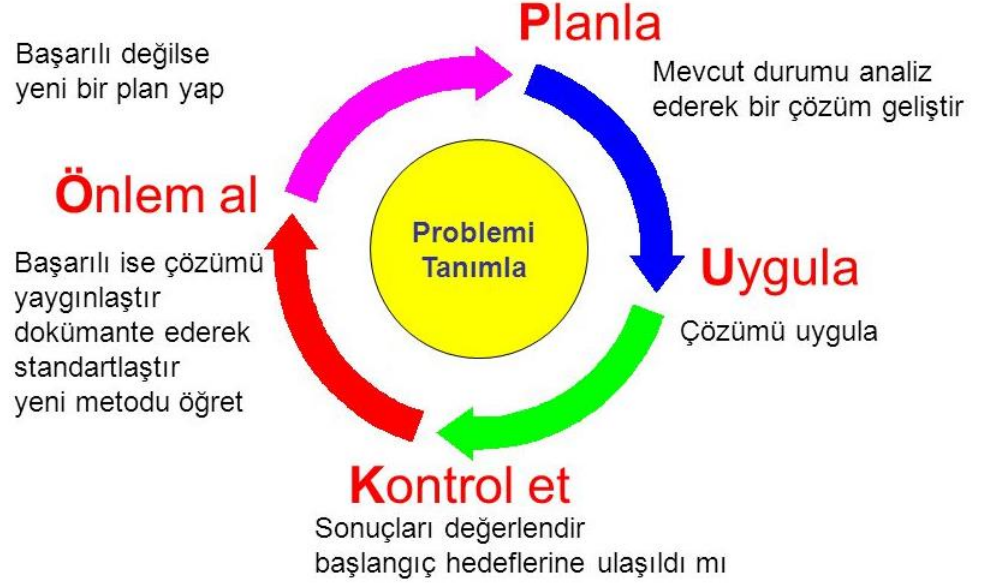 Planla
Mevcut durumu analiz
ederek bir çözüm geliştir
Uygula
Çözümü uygula
Kontrol et
Sonuçları değerlendir
başlangıç hedeflerine ulaşıldı mı
Önlem al
Başarılı ise çözümü
yaygınlaştır
dokümante ederek
standartlaştır
yeni metodu öğret
Başarılı değilse
yeni bir plan yap
Problemi
Tanımla